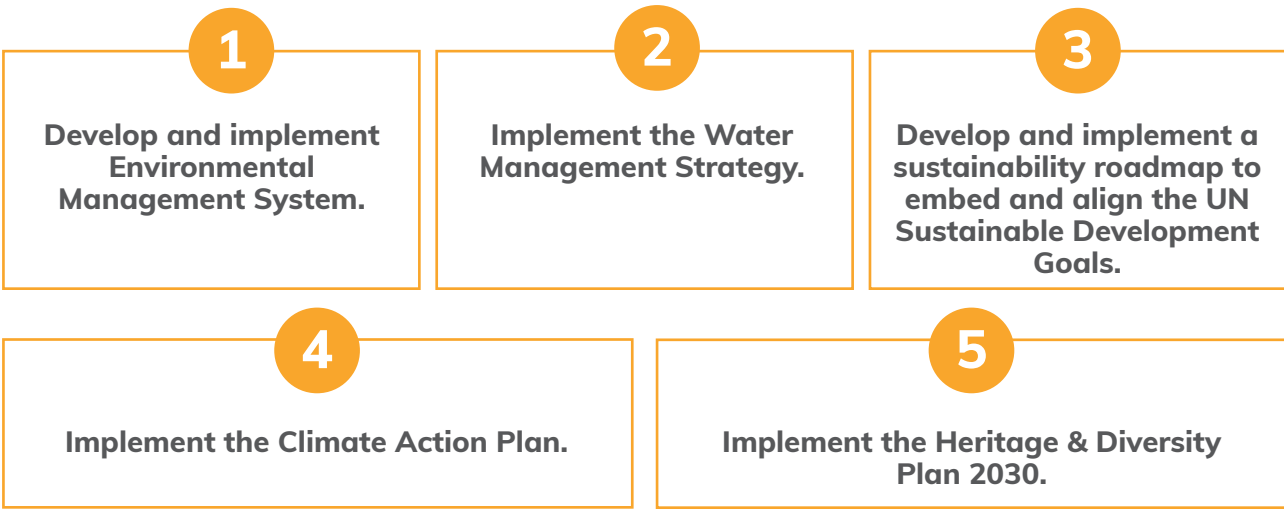 1
Develop and implement
Environmental
Management System.
2
Implement the Water
Management Strategy.
3
Develop and implement a
sustainability roadmap to
embed and align the UN
Sustainable Development
Goals.
4
Implement the Climate Action Plan.
5
Implement the Heritage & Diversity
Plan 2030.